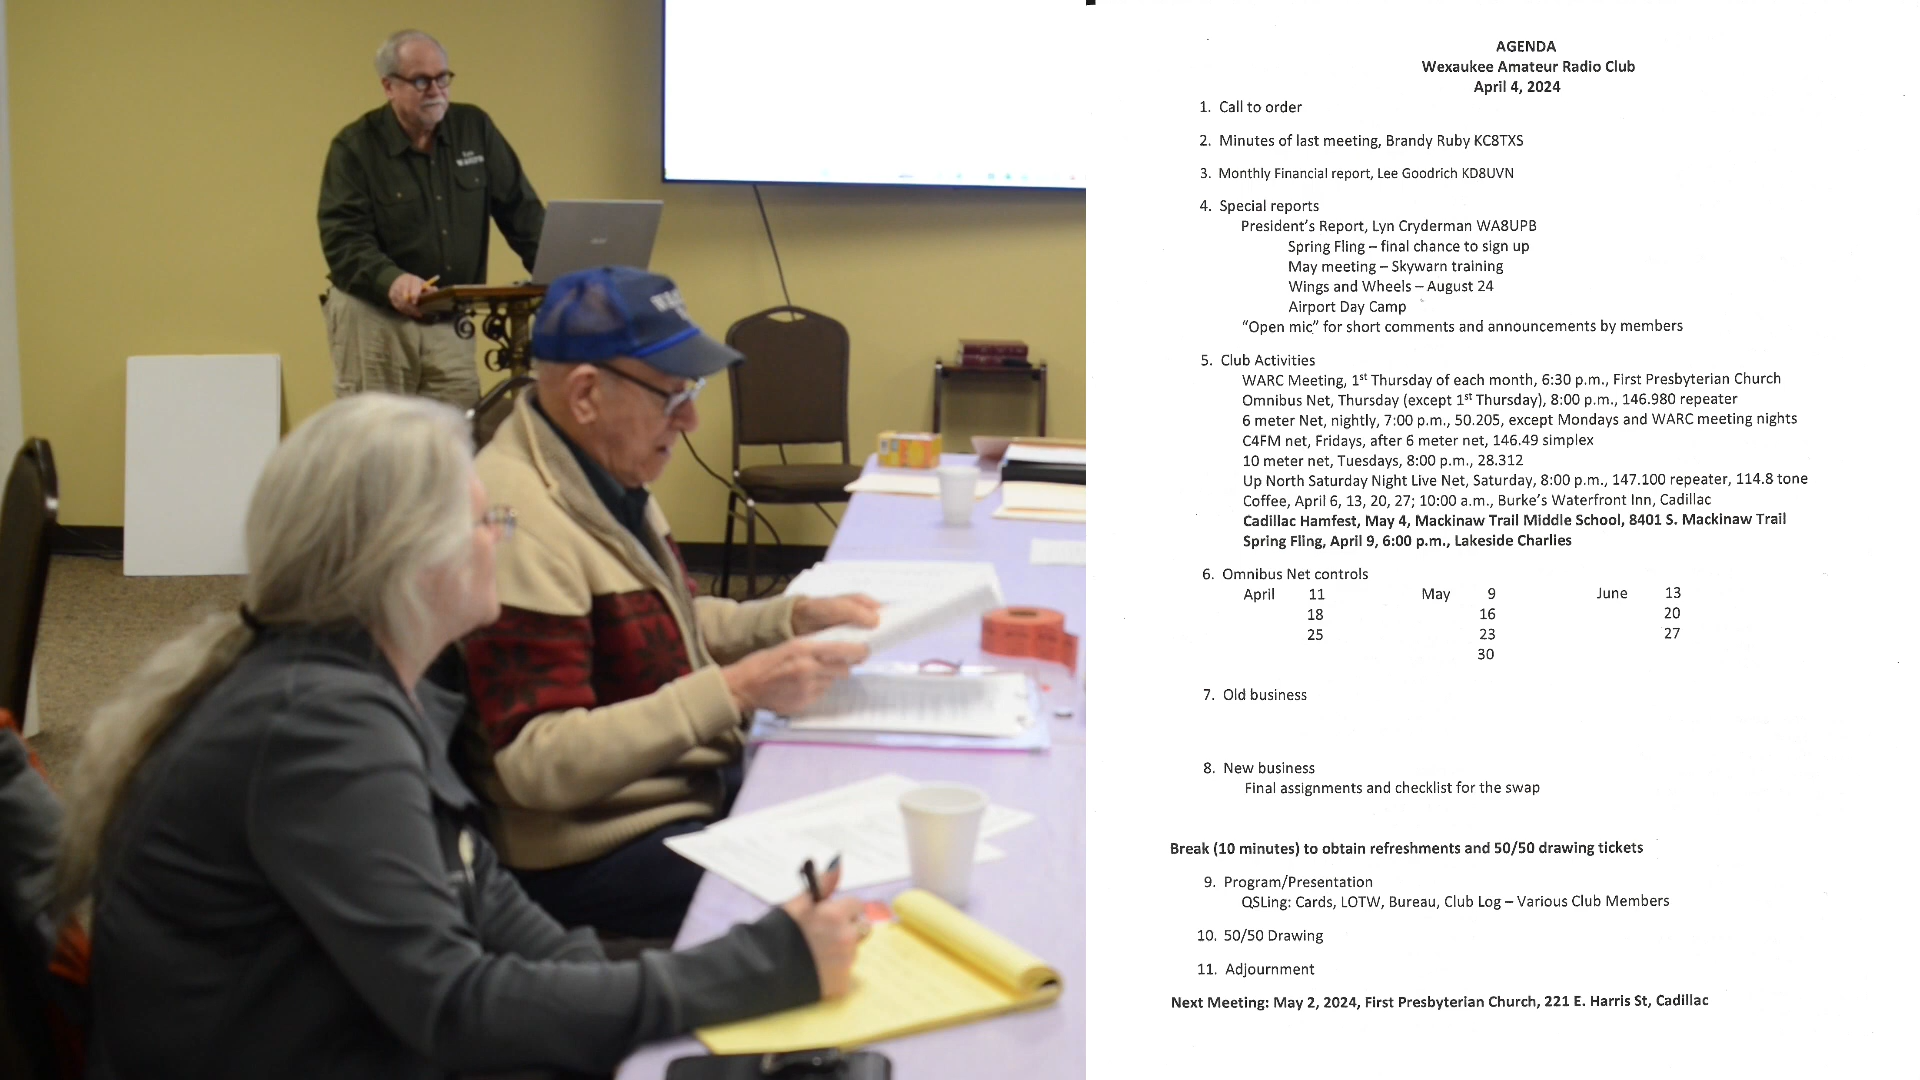 AGENDA
Wexaukee Amateur Radio Club
April 4, 2024
1. Call to order
2. Minutes of last meeting, Brandy Ruby KC8TXS
3. Monthly Financial report, Lee Goodrich KD8UVN
4. Special reports
President's Report, Lyn Cryderman WA8UPB
Spring Fling – final chance to sign up
May meeting – Skywarn training
Wings and Wheels – August 24
Airport Day Camp
"Open mic" for short comments and announcements by members
5. Club Activities
WARC Meeting, 1st Thursday of each month, 6:30 p.m., First Presbyterian Church
Omnibus Net, Thursday (except 1st Thursday), 8:00 p.m., 146.980 repeater
6 meter Net, nightly, 7:00 p.m., 50.205, except Mondays and WARC meeting nights
C4FM net, Fridays, after 6 meter net, 146.49 simplex
10 meter net, Tuesdays, 8:00 p.m., 28.312
Up North Saturday Night Live Net, Saturday, 8:00 p.m., 147.100 repeater, 114.8 tone
Coffee, April 6, 13, 20, 27; 10:00 a.m., Burke's Waterfront Inn, Cadillac
Cadillac Hamfest, May 4, Mackinaw Trail Middle School, 8401 S. Mackinaw Trail
Spring Fling, April 9, 6:00 p.m., Lakeside Charlies
6. Omnibus Net controls
April 11 May 9 June 13
18 16 20
25 23 27
30
7. Old business
8. New business
Final assignments and checklist for the swap
Break (10 minutes) to obtain refreshments and 50/50 drawing tickets
9. Program/Presentation
QSLing: Cards, LOTW, Bureau, Club Log – Various Club Members
10. 50/50 Drawing
11. Adjournment
Next Meeting: May 2, 2024, First Presbyterian Church, 221 E. Harris St, Cadillac